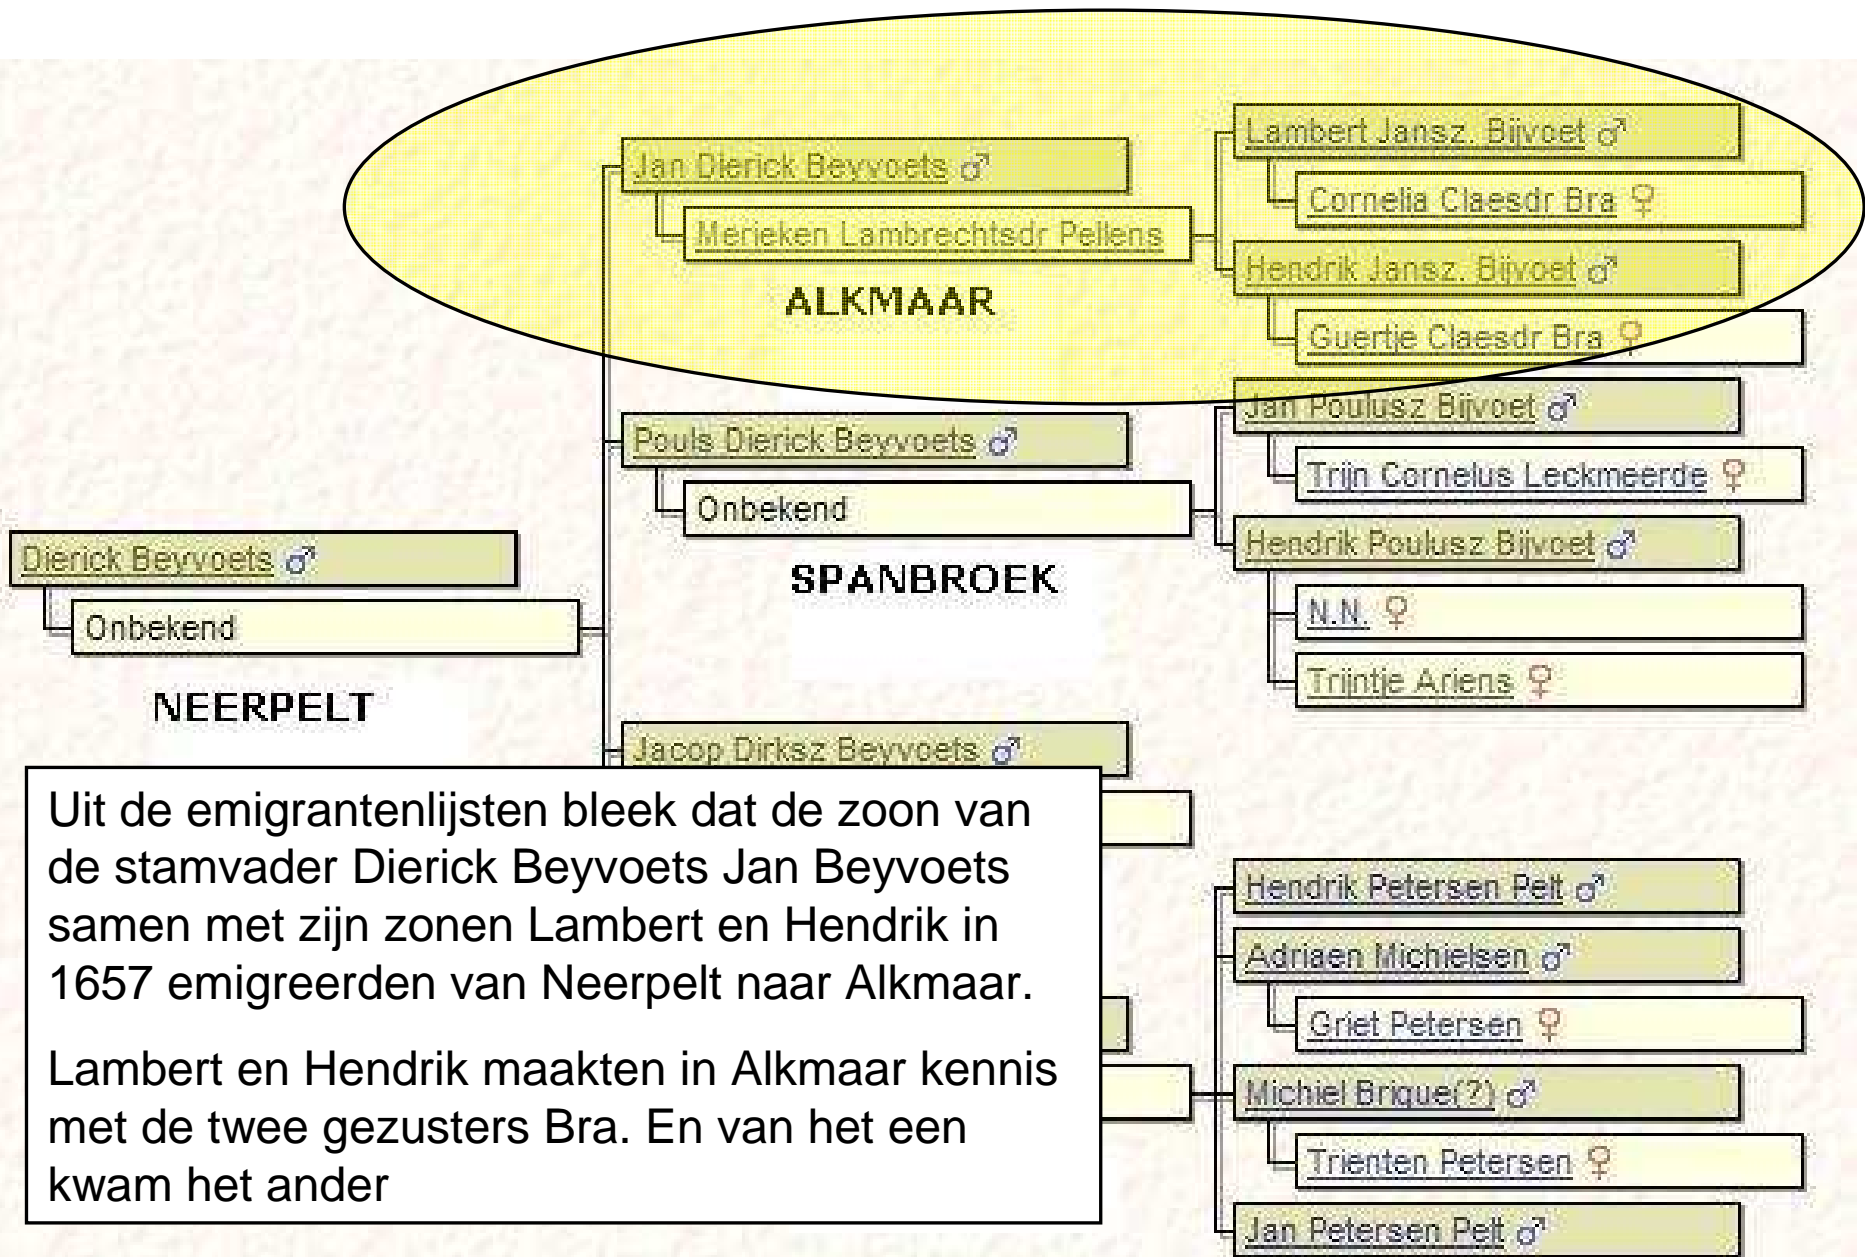 Jan Dierick Beyvoets ♂
Merieken Lambrechtsdr Pellens
ALKMAAR
Lambert Jansz. Bijvoet ♂
Cornelia Claesdr Bra ♀
Hendrik Jansz. Bijvoet ♂
Guertje Claesdr Bra ♀
Pouls Dierick Beyvoets ♂
Onbekend
SPANBROEK
Jan Poulusz Bijvoet ♂
Trijn Cornelus Leckmeerde ♀
Hendrik Poulusz Bijvoet ♂
N.N. ♀
Trijntje Ariens ♀
Dierick Beyvoets ♂
Onbekend
NEERPELT
Jacop Dirksz Beyvoets ♂
Uit de emigrantenlijsten bleek dat de zoon van
de stamvader Dierick Beyvoets Jan Beyvoets
samen met zijn zonen Lambert en Hendrik in
1657 emigreerden van Neerpelt naar Alkmaar.
Lambert en Hendrik maakten in Alkmaar kennis
met de twee gezusters Bra. En van het een
kwam het ander
Hendrik Petersen Pelt ♂
Adriaen Michielsen ♂
Griet Petersen ♀
Michiel Brique(?) ♂
Trienten Petersen ♀
Jan Petersen Pelt ♂